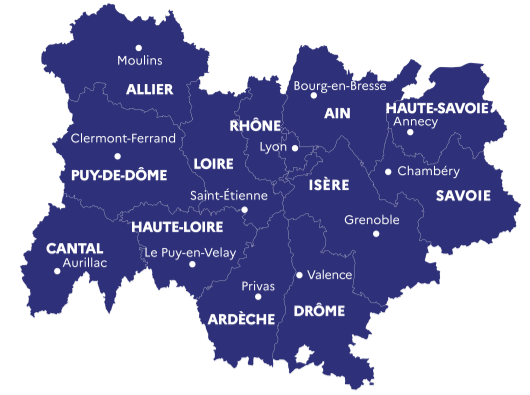 Moulins
ALLIER
Bourg-en-Bresse
AIN
HAUTE-SAVOIE
Annecy
RHÔNE
Lyon
Clermont-Ferrand
PUY-DE-DÔME
LOIRE
Chambéry
ISÈRE
SAVOIE
Saint-Étienne
Grenoble
HAUTE-LOIRE
CANTAL
Aurillac
Le Puy-en-Velay
Valence
Privas
ARDÈCHE
DRÔME